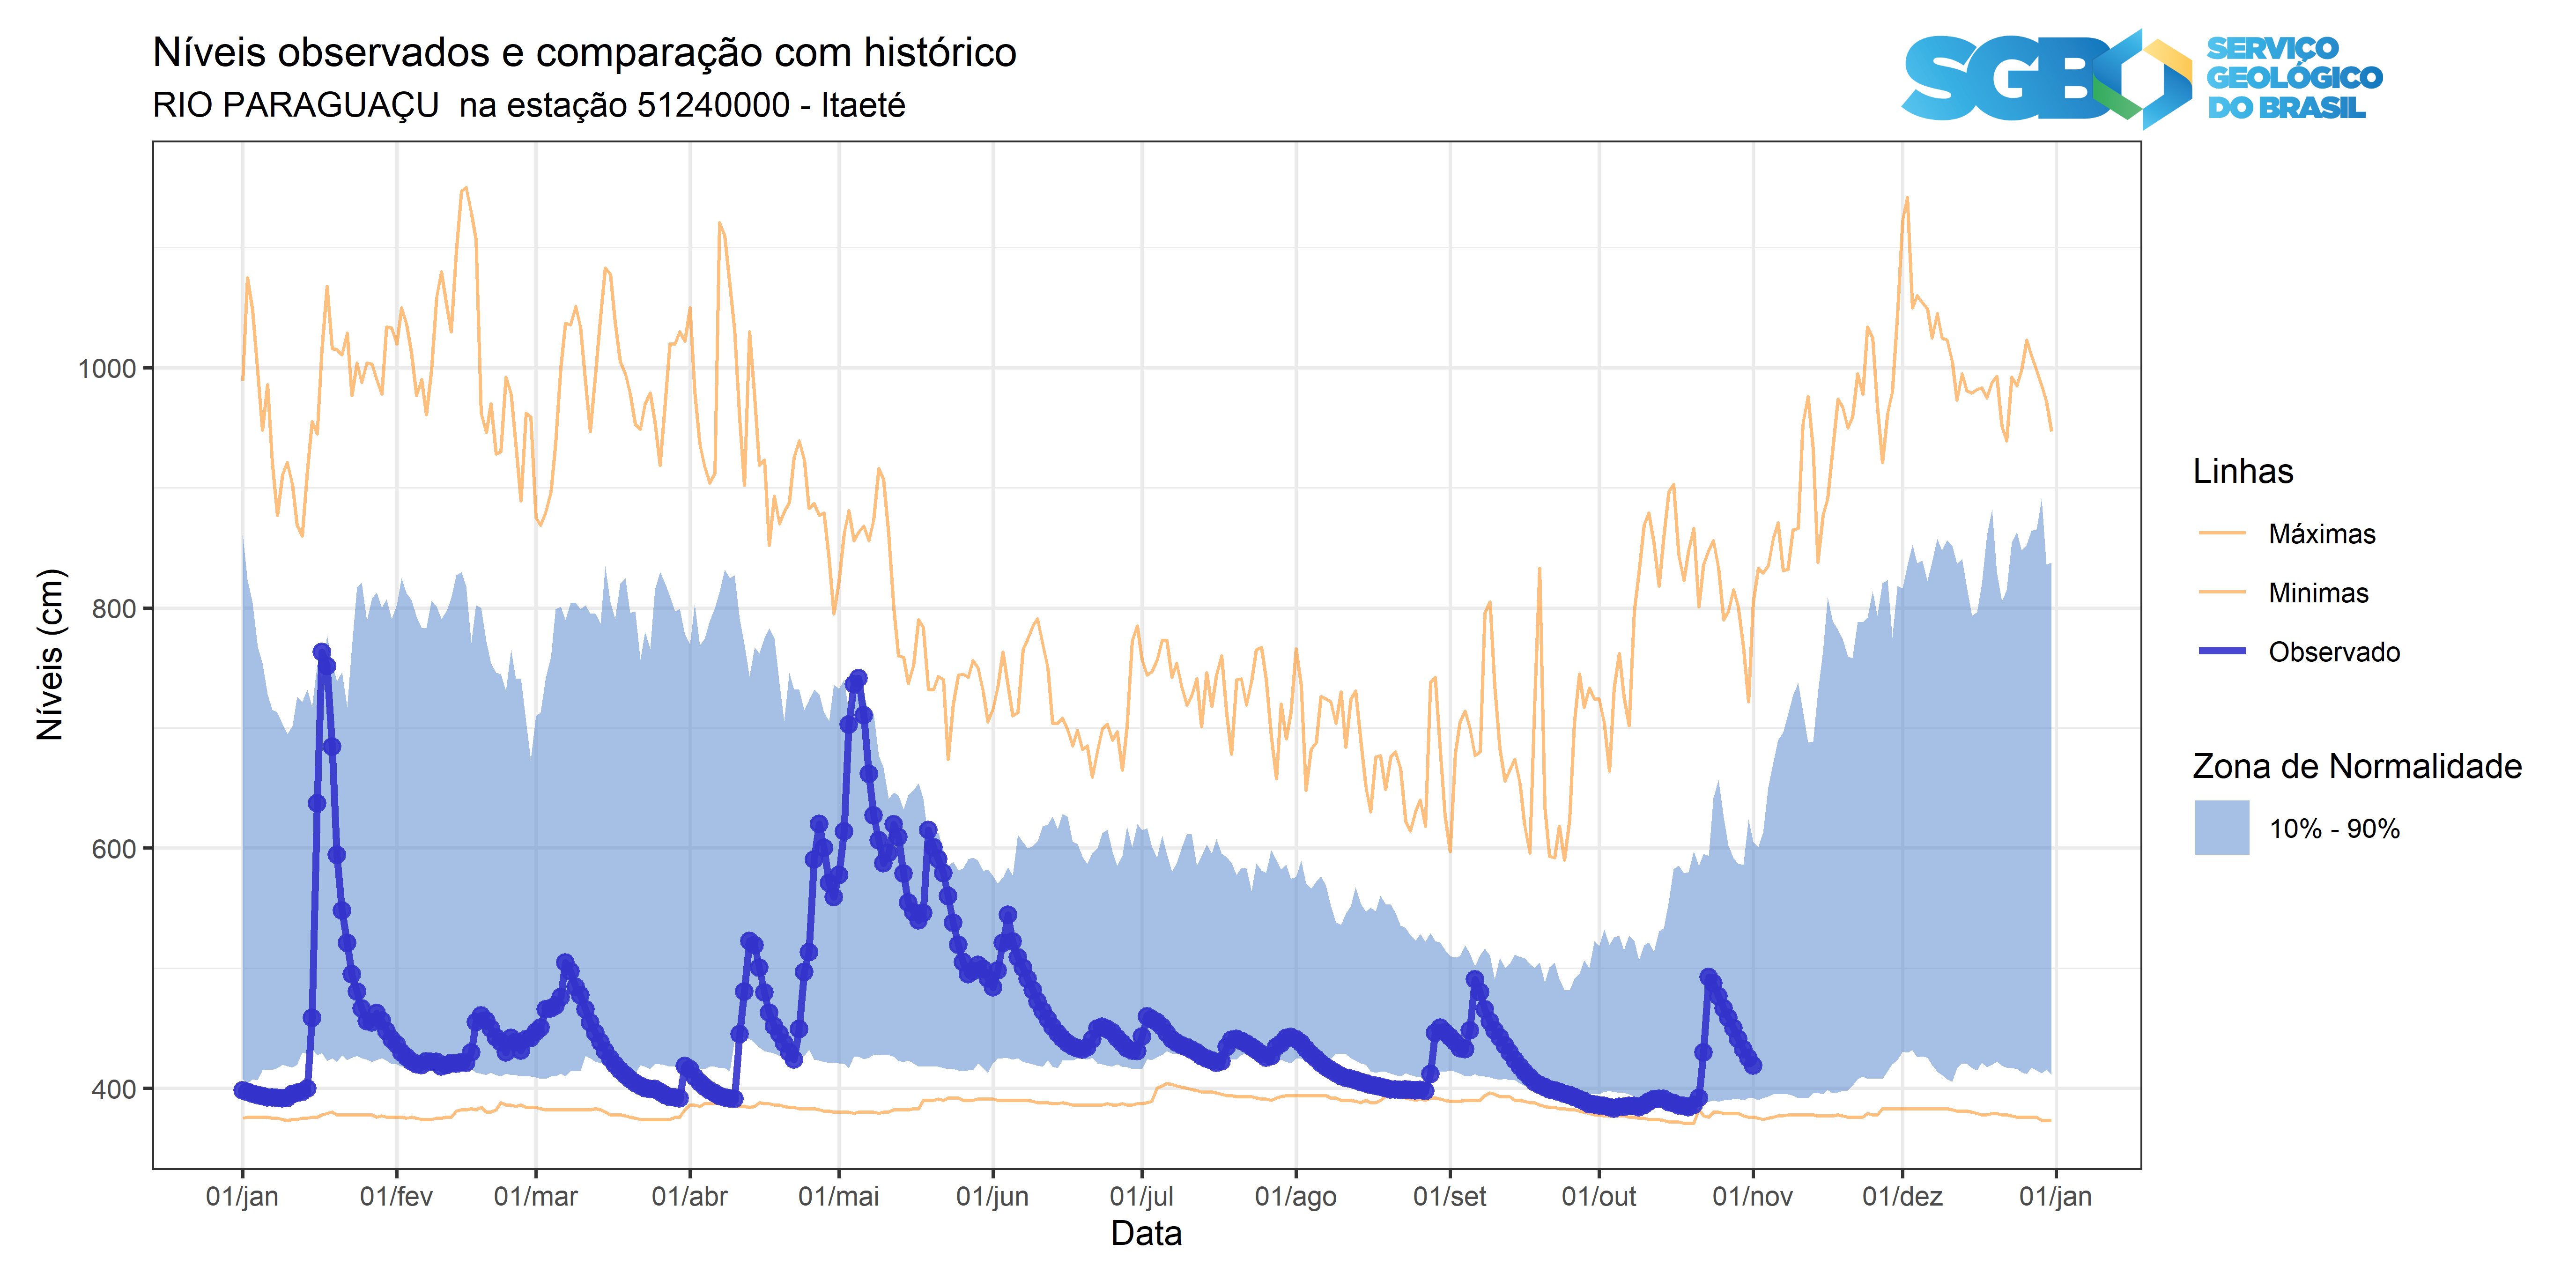 Níveis observados e comparação com histórico
RIO PARAGUAÇU  na estação 51240000 - Itaeté
SGB
SERVIÇO
GEOLÓGICO
DO BRASIL
Níveis (cm)
1000
800
600
400
01/jan
01/fev
01/mar
01/abr
01/mai
01/jun
01/jul
01/ago
01/set
01/out
01/nov
01/dez
01/jan
Data
Linhas
Máximas
Minimas
Observado
Zona de Normalidade
10% - 90%